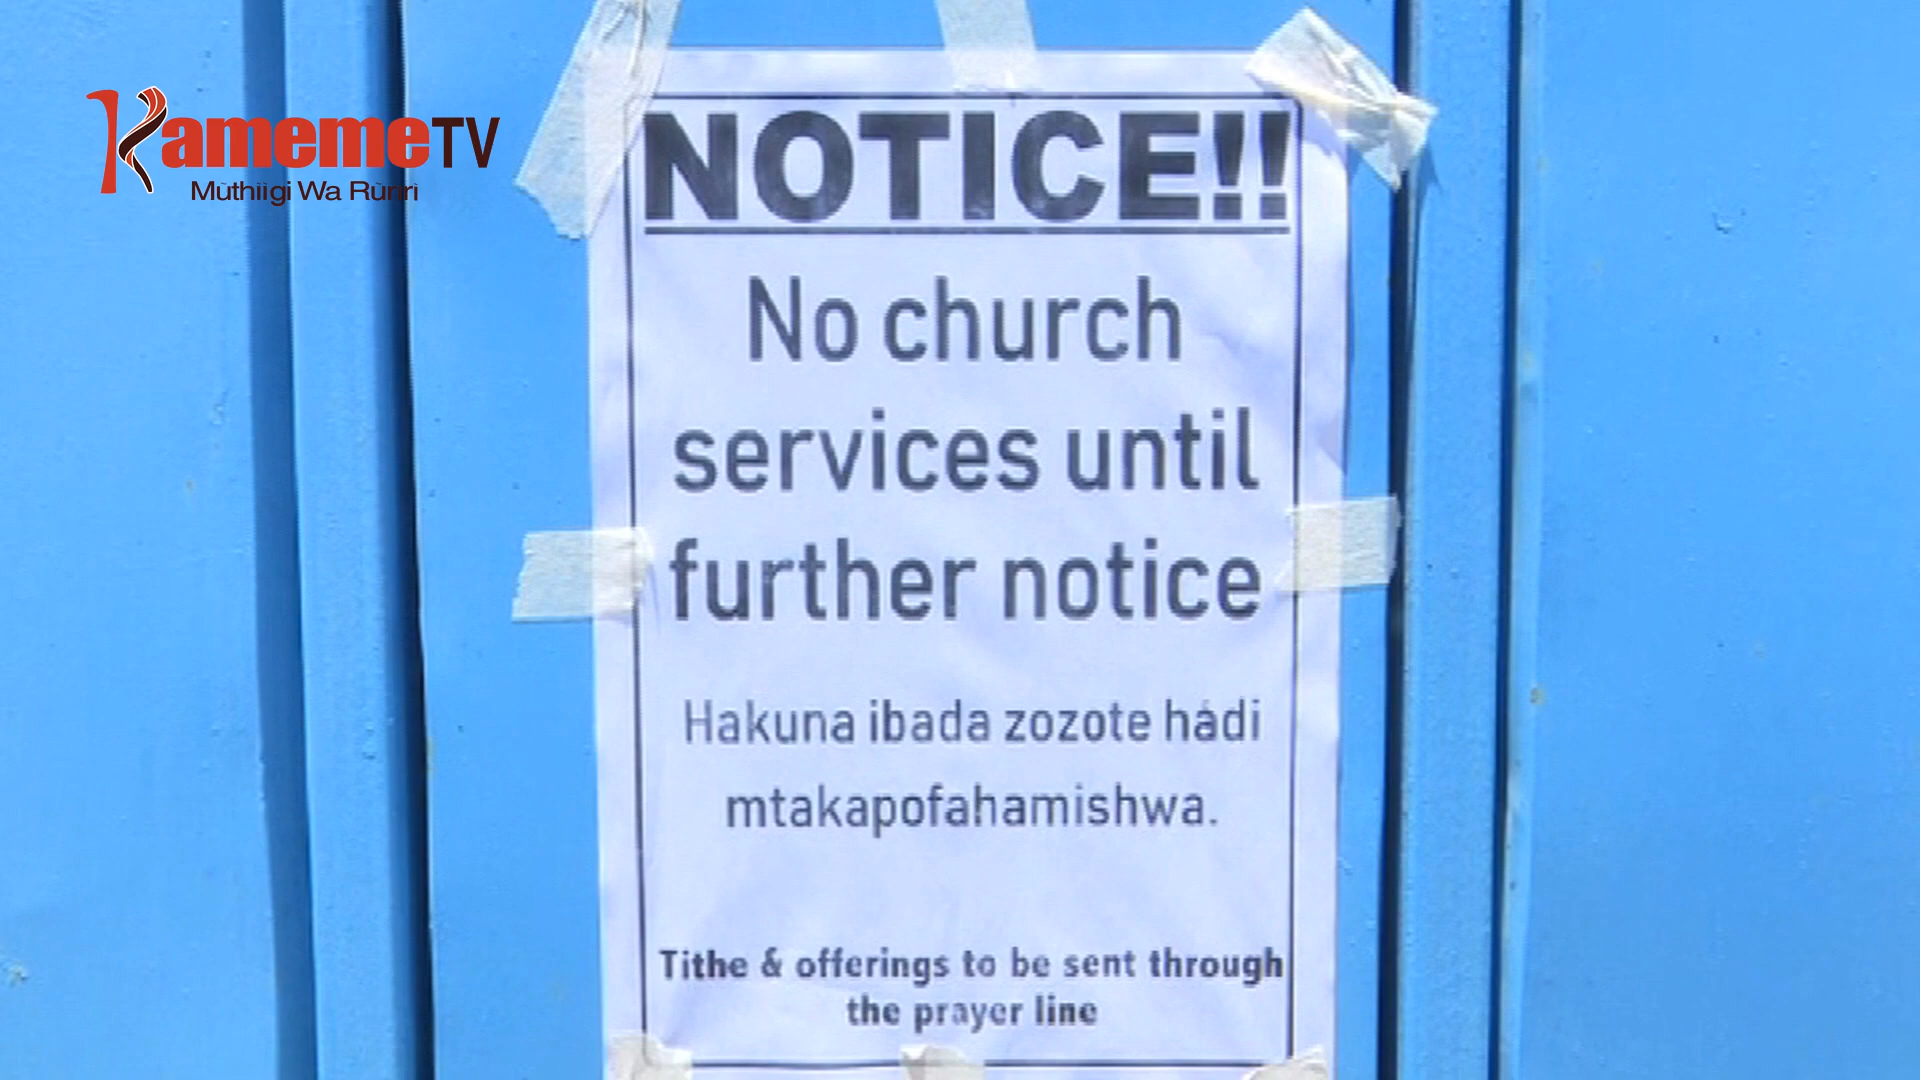 KamemeTV
Mũthiĩgi Wa Rũrĩrĩ
NOTICE!!
No church
services until
further notice
Hakuna ibada zozote hadi
mtakapofahamishwa.
Tithe & offerings to be sent through
the prayer line